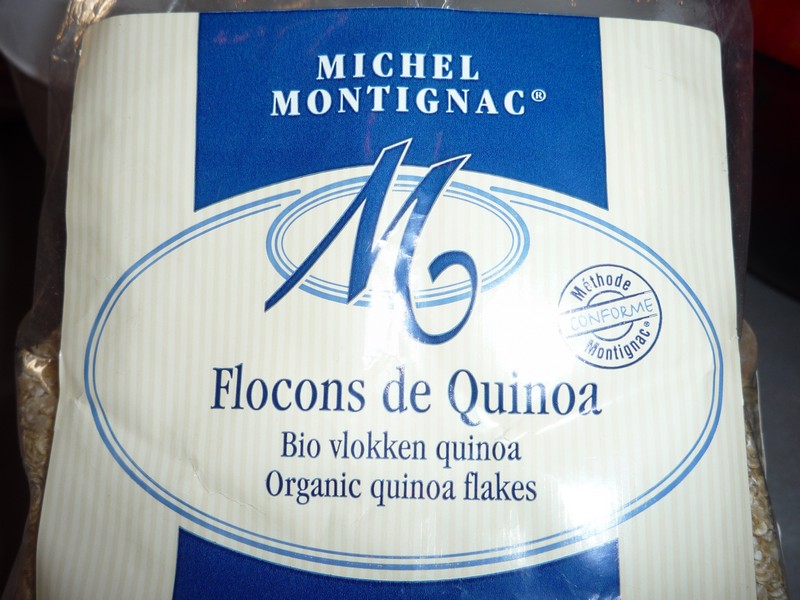 MICHEL
MONTIGNAC®
M
Méthode
CONFORME
Montignac®
Flocons de Quinoa
Bio vlokken quinoa
Organic quinoa flakes